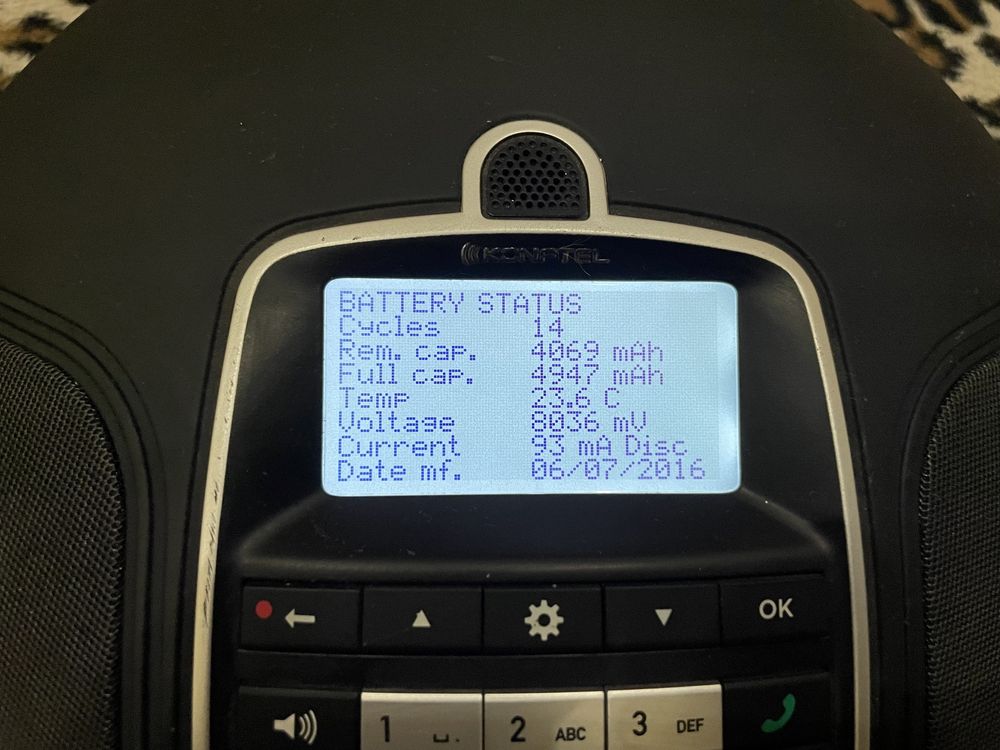 KONFTEL
BATTERY STATUS
Cycles 14
Rem. cap. 4069 mAh
Full cap. 4947 mAh
Temp 23.6 C
Voltage 8036 mV
Current 93 mA Disc
Date mf. 06/07/2016
OK
1 2 ABC 3 DEF